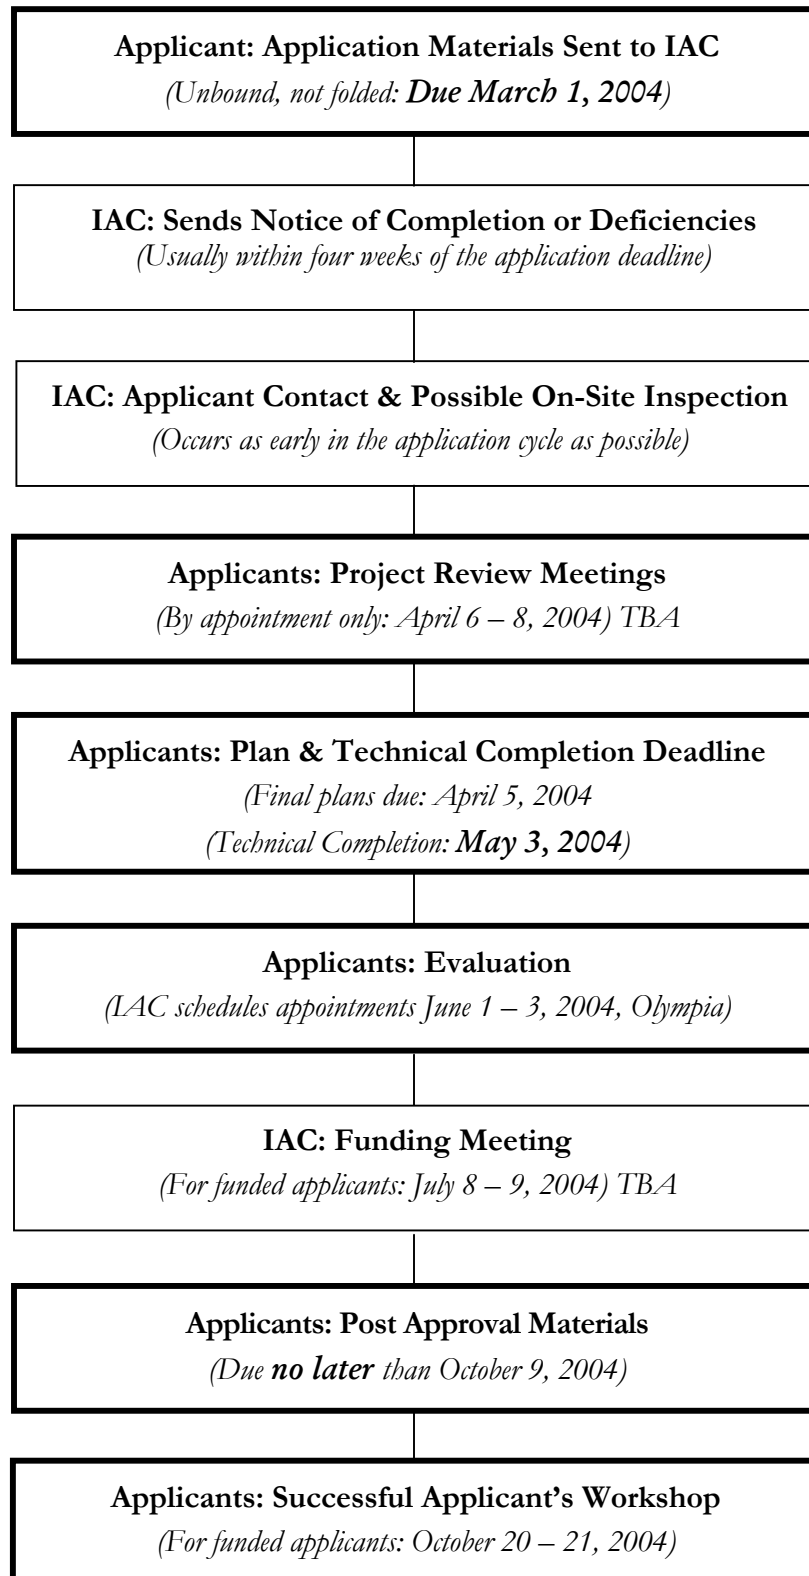 Applicant: Application Materials Sent to IAC
(Unbound, not folded: Due March 1, 2004)
IAC: Sends Notice of Completion or Deficiencies
(Usually within four weeks of the application deadline)
IAC: Applicant Contact & Possible On-Site Inspection
(Occurs as early in the application cycle as possible)
Applicants: Project Review Meetings
(By appointment only: April 6 – 8, 2004) TBA
Applicants: Plan & Technical Completion Deadline
(Final plans due: April 5, 2004
(Technical Completion: May 3, 2004)
Applicants: Evaluation
(IAC schedules appointments June 1 – 3, 2004, Olympia)
IAC: Funding Meeting
(For funded applicants: July 8 – 9, 2004) TBA
Applicants: Post Approval Materials
(Due no later than October 9, 2004)
Applicants: Successful Applicant's Workshop
(For funded applicants: October 20 – 21, 2004)